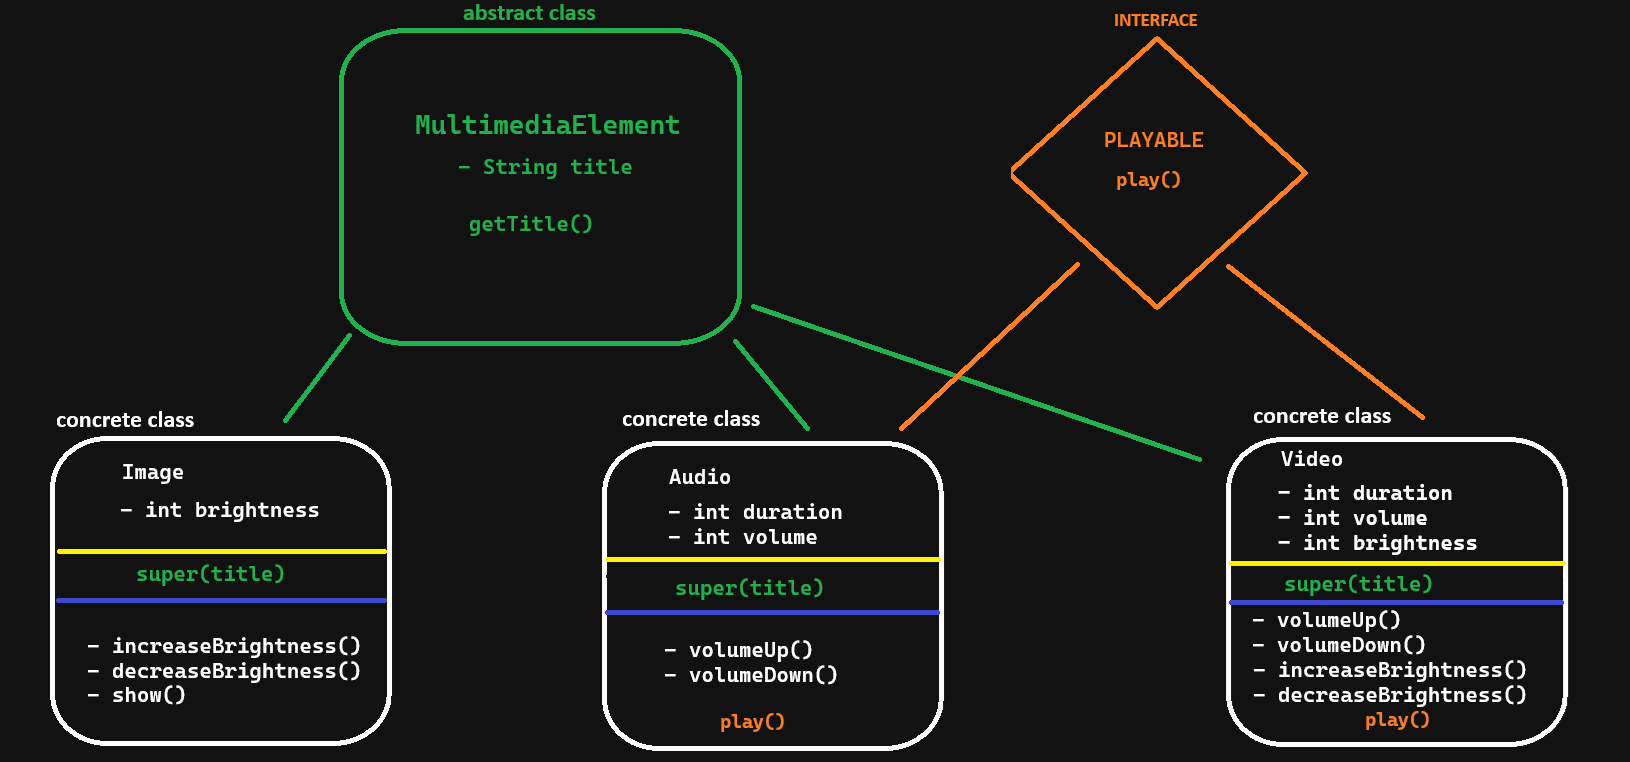 abstract class
MultimediaElement
- String title
getTitle()
INTERFACE
PLAYABLE
play()
concrete class
Image
- int brightness
super(title)
- increaseBrightness()
- decreaseBrightness()
- show()
concrete class
Audio
- int duration
- int volume
super(title)
- volumeUp()
- volumeDown()
play()
concrete class
Video
- int duration
- int volume
- int brightness
super(title)
- volumeUp()
- volumeDown()
- increaseBrightness()
- decreaseBrightness()
play()